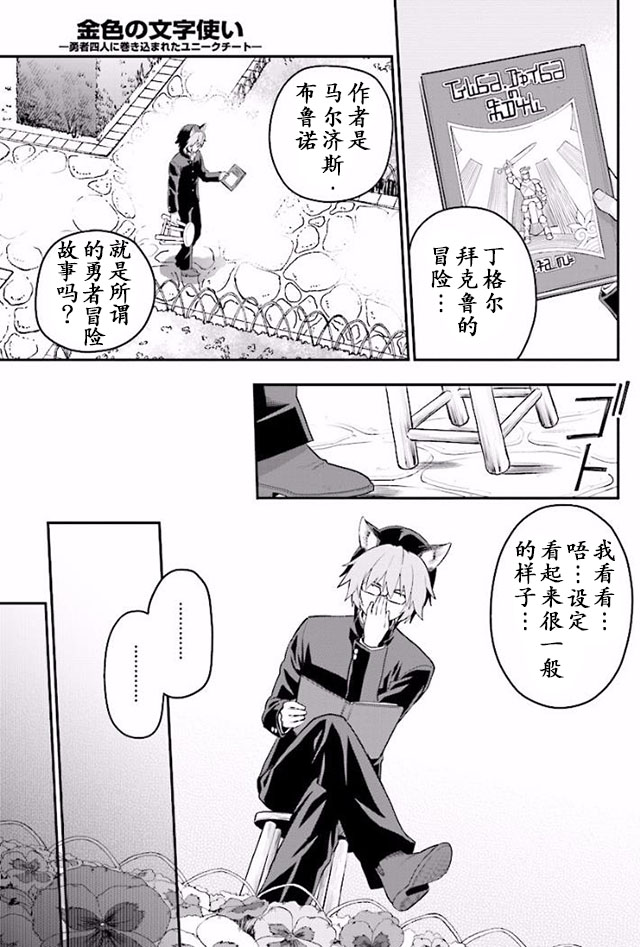 金色の文字使い
―勇者四人に巻き込まれたユニークチート―
丁格尔
拜克鲁的
冒险…
作者是
马尔济斯·
布鲁诺
就是所谓
的勇者冒险
故事吗？
ゴトッ
我看看…
唔…设定
看起来很一般
的样子…
………
………